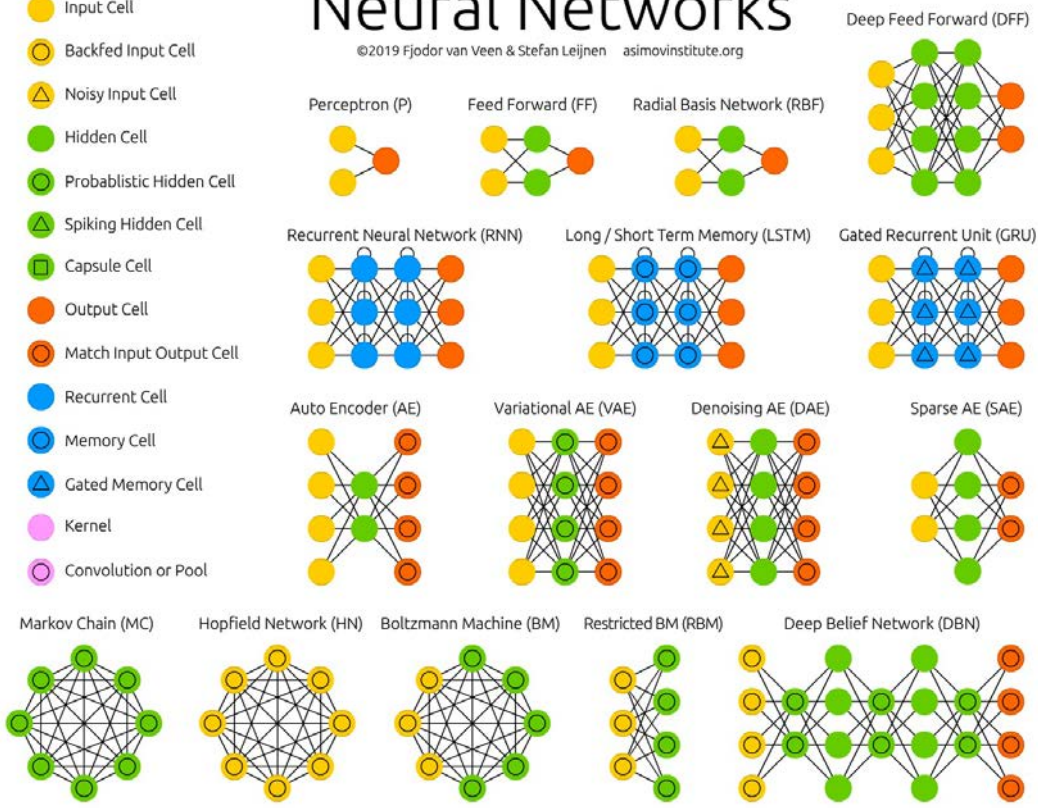 Neural Networks
©2019 Fjodor van Veen & Stefan Leijnen asimovinstitute.org
Input Cell
Backfed Input Cell
Noisy Input Cell
Hidden Cell
Probablistic Hidden Cell
Spiking Hidden Cell
Capsule Cell
Output Cell
Match Input Output Cell
Recurrent Cell
Memory Cell
Gated Memory Cell
Kernel
Convolution or Pool
Deep Feed Forward (DFF)
Perceptron (P)
Feed Forward (FF)
Radial Basis Network (RBF)
Recurrent Neural Network (RNN)
Long / Short Term Memory (LSTM)
Gated Recurrent Unit (GRU)
Auto Encoder (AE)
Variational AE (VAE)
Denoising AE (DAE)
Sparse AE (SAE)
Markov Chain (MC)
Hopfield Network (HN)
Boltzmann Machine (BM)
Restricted BM (RBM)
Deep Belief Network (DBN)